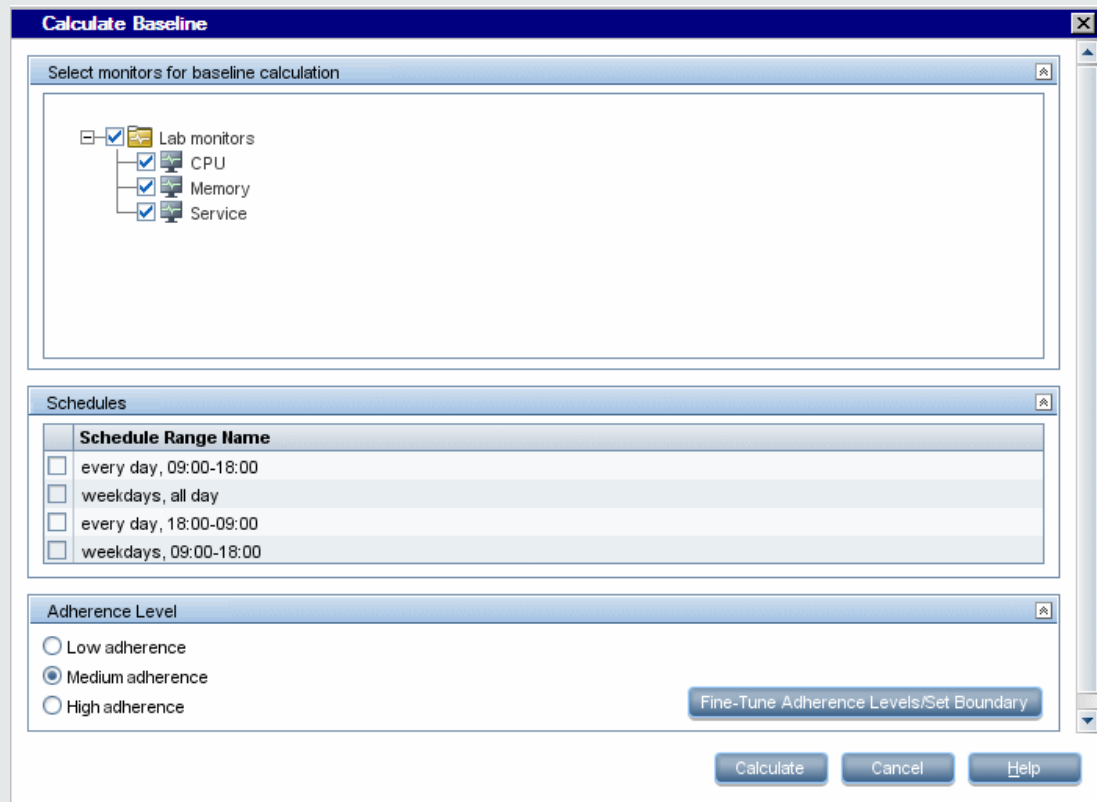 Calculate Baseline
Select monitors for baseline calculation
Lab monitors
CPU
Memory
Service
Schedules
Schedule Range Name
every day, 09:00-18:00
weekdays, all day
every day, 18:00-09:00
weekdays, 09:00-18:00
Adherence Level
Low adherence
Medium adherence
High adherence
Fine-Tune Adherence Levels/Set Boundary
Calculate Cancel Help